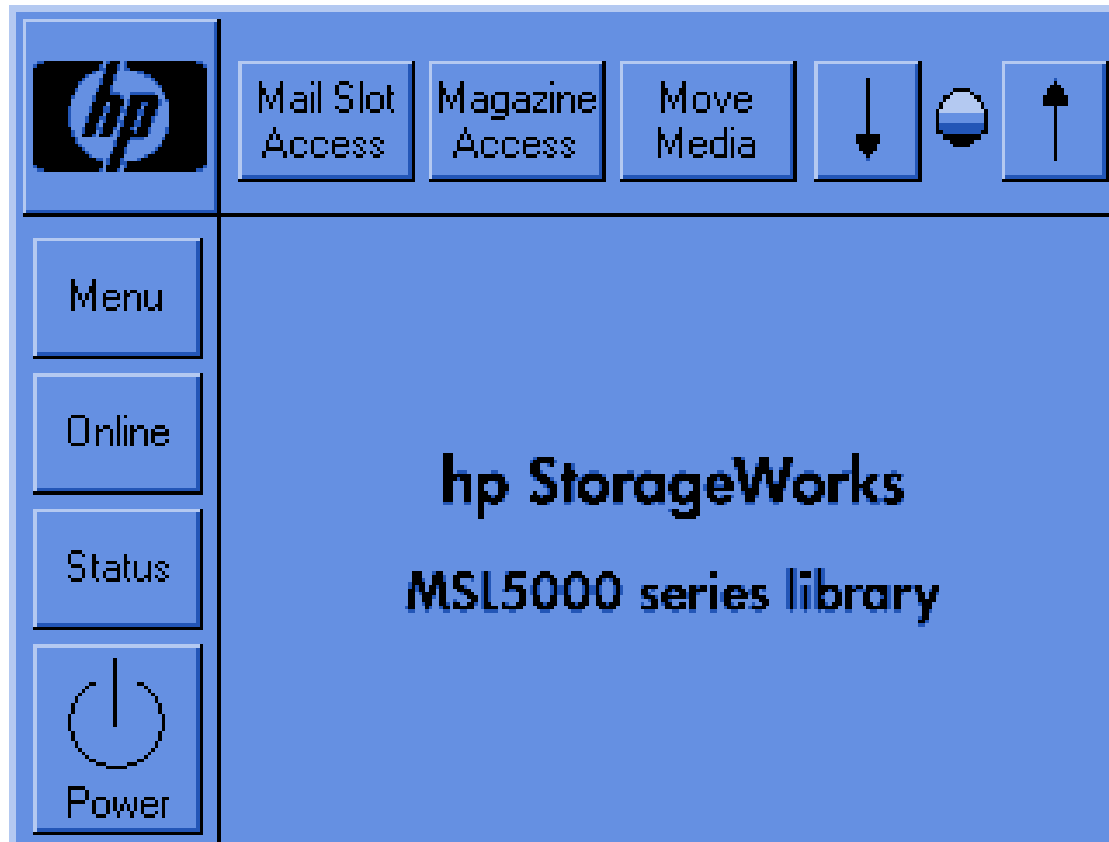 hp
Mail Slot
Access
Magazine
Access
Move
Media
Menu
Online
Status
Power
hp StorageWorks
MSL5000 series library